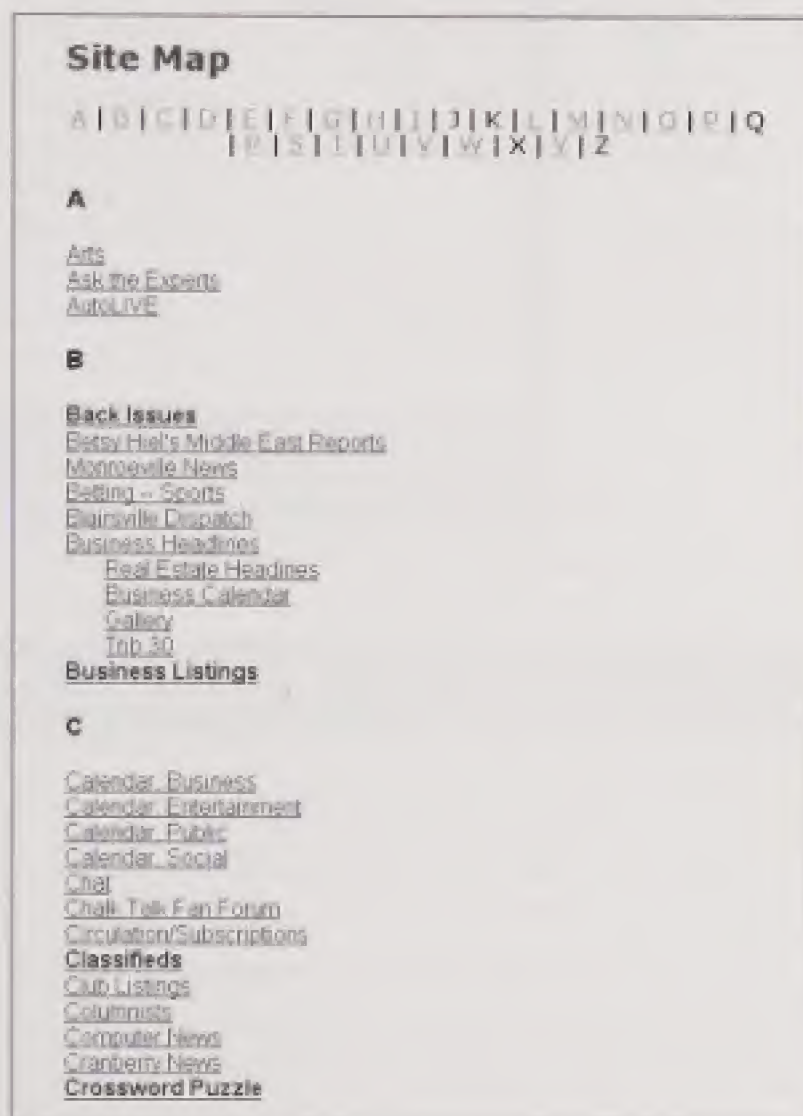 Site Map
A | B | C | D | E | F | G | H | I | J | K | L | M | N | O | P | Q
| R | S | T | U | V | W | X | Y | Z
A
Arts
Ask the Experts
AutoLIVE
B
Back Issues
Betsy Hiel's Middle East Reports
Monroeville News
Betting -- Sports
Blairsville Dispatch
Business Headlines
Real Estate Headines
Business Calendar
Gallery
Trib 30
Business Listings
C
Calendar, Business
Calendar, Entertainment
Calendar, Public
Calendar, Social
Chat
Chalk Talk Fan Forum
Circulation/Subscriptions
Classifieds
Club Listings
Columnists
Computer News
Cranberry News
Crossword Puzzle